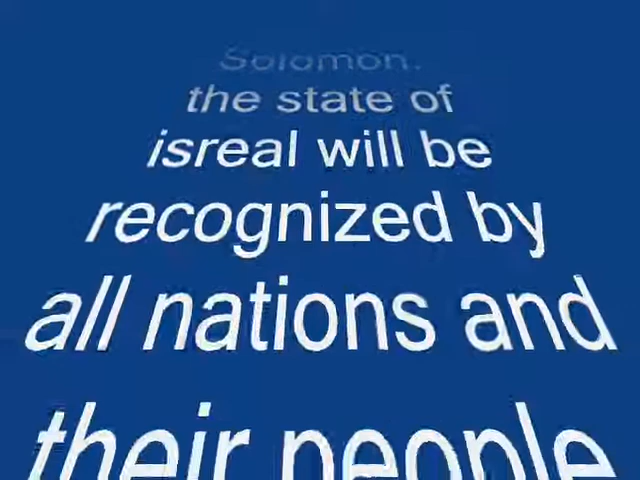 Solomon.
the state of
isreal will be
recognized by
all nations and
their people